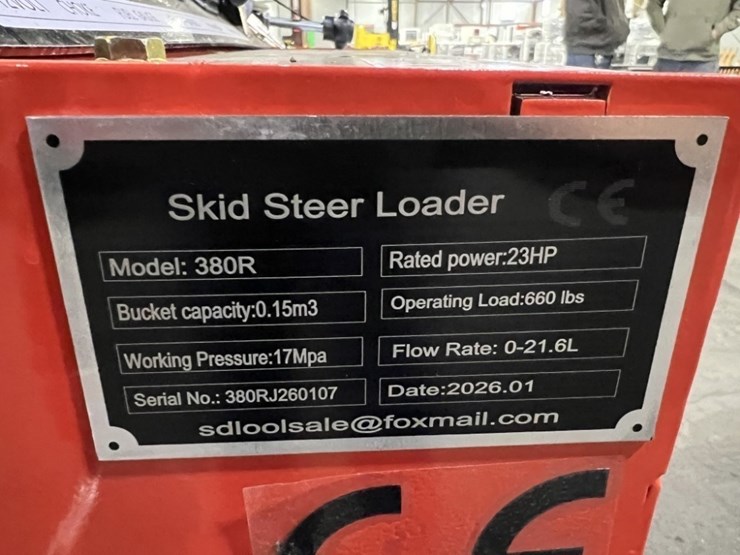 Skid Steer Loader CE
Model: 380R
Rated power:23HP
Bucket capacity:0.15m3
Operating Load:660 lbs
Working Pressure:17Mpa
Flow Rate: 0-21.6L
Serial No.: 380RJ260107
Date:2026.01
sdloolsale@foxmail.com
CE